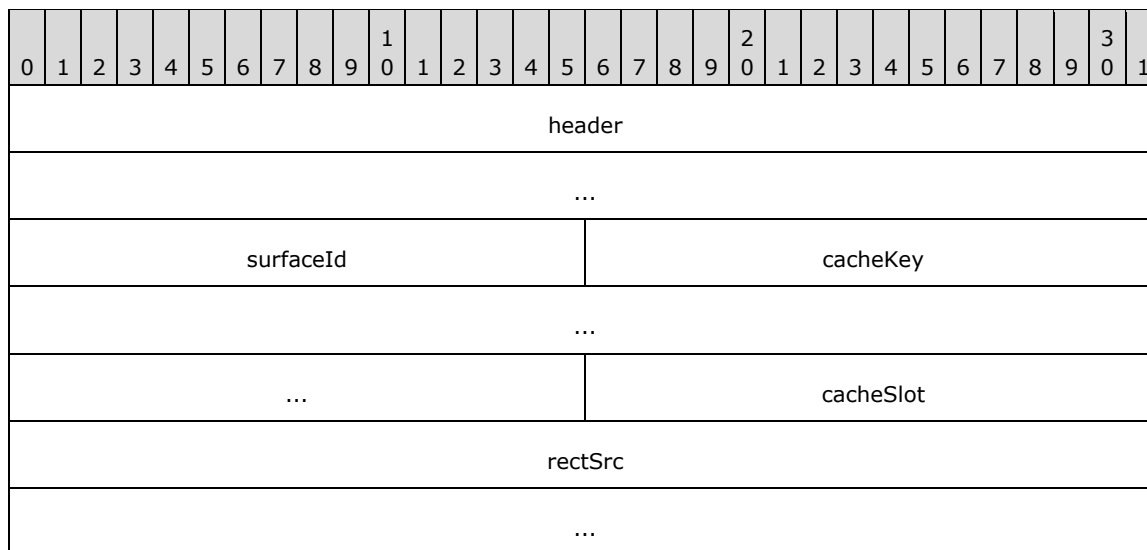 1 2 3
0 1 2 3 4 5 6 7 8 9 0 1 2 3 4 5 6 7 8 9 0 1 2 3 4 5 6 7 8 9 0 1
header
...
surfaceId cacheKey
...
... cacheSlot
rectSrc
...